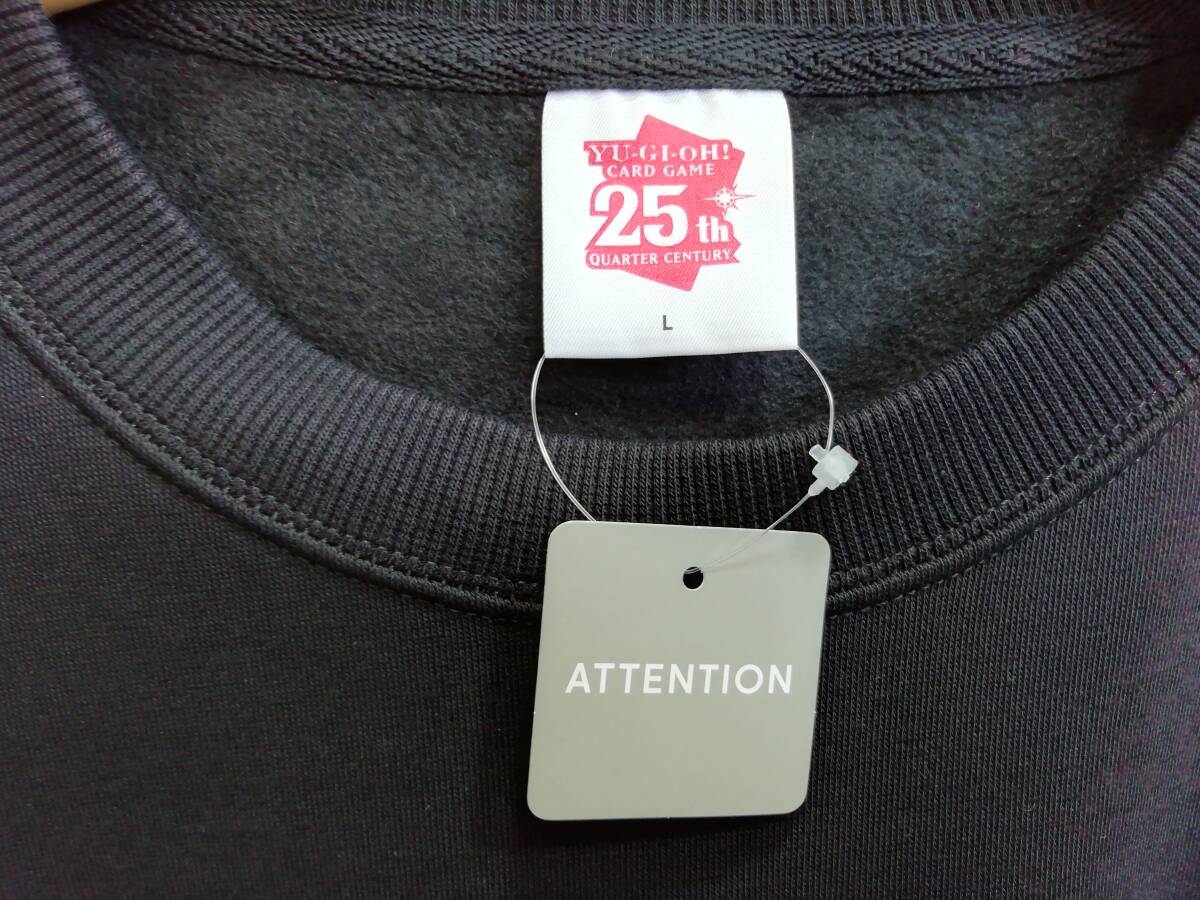 YU-GI-OH!
CARD GAME
25th
QUARTER CENTURY
L
ATTENTION